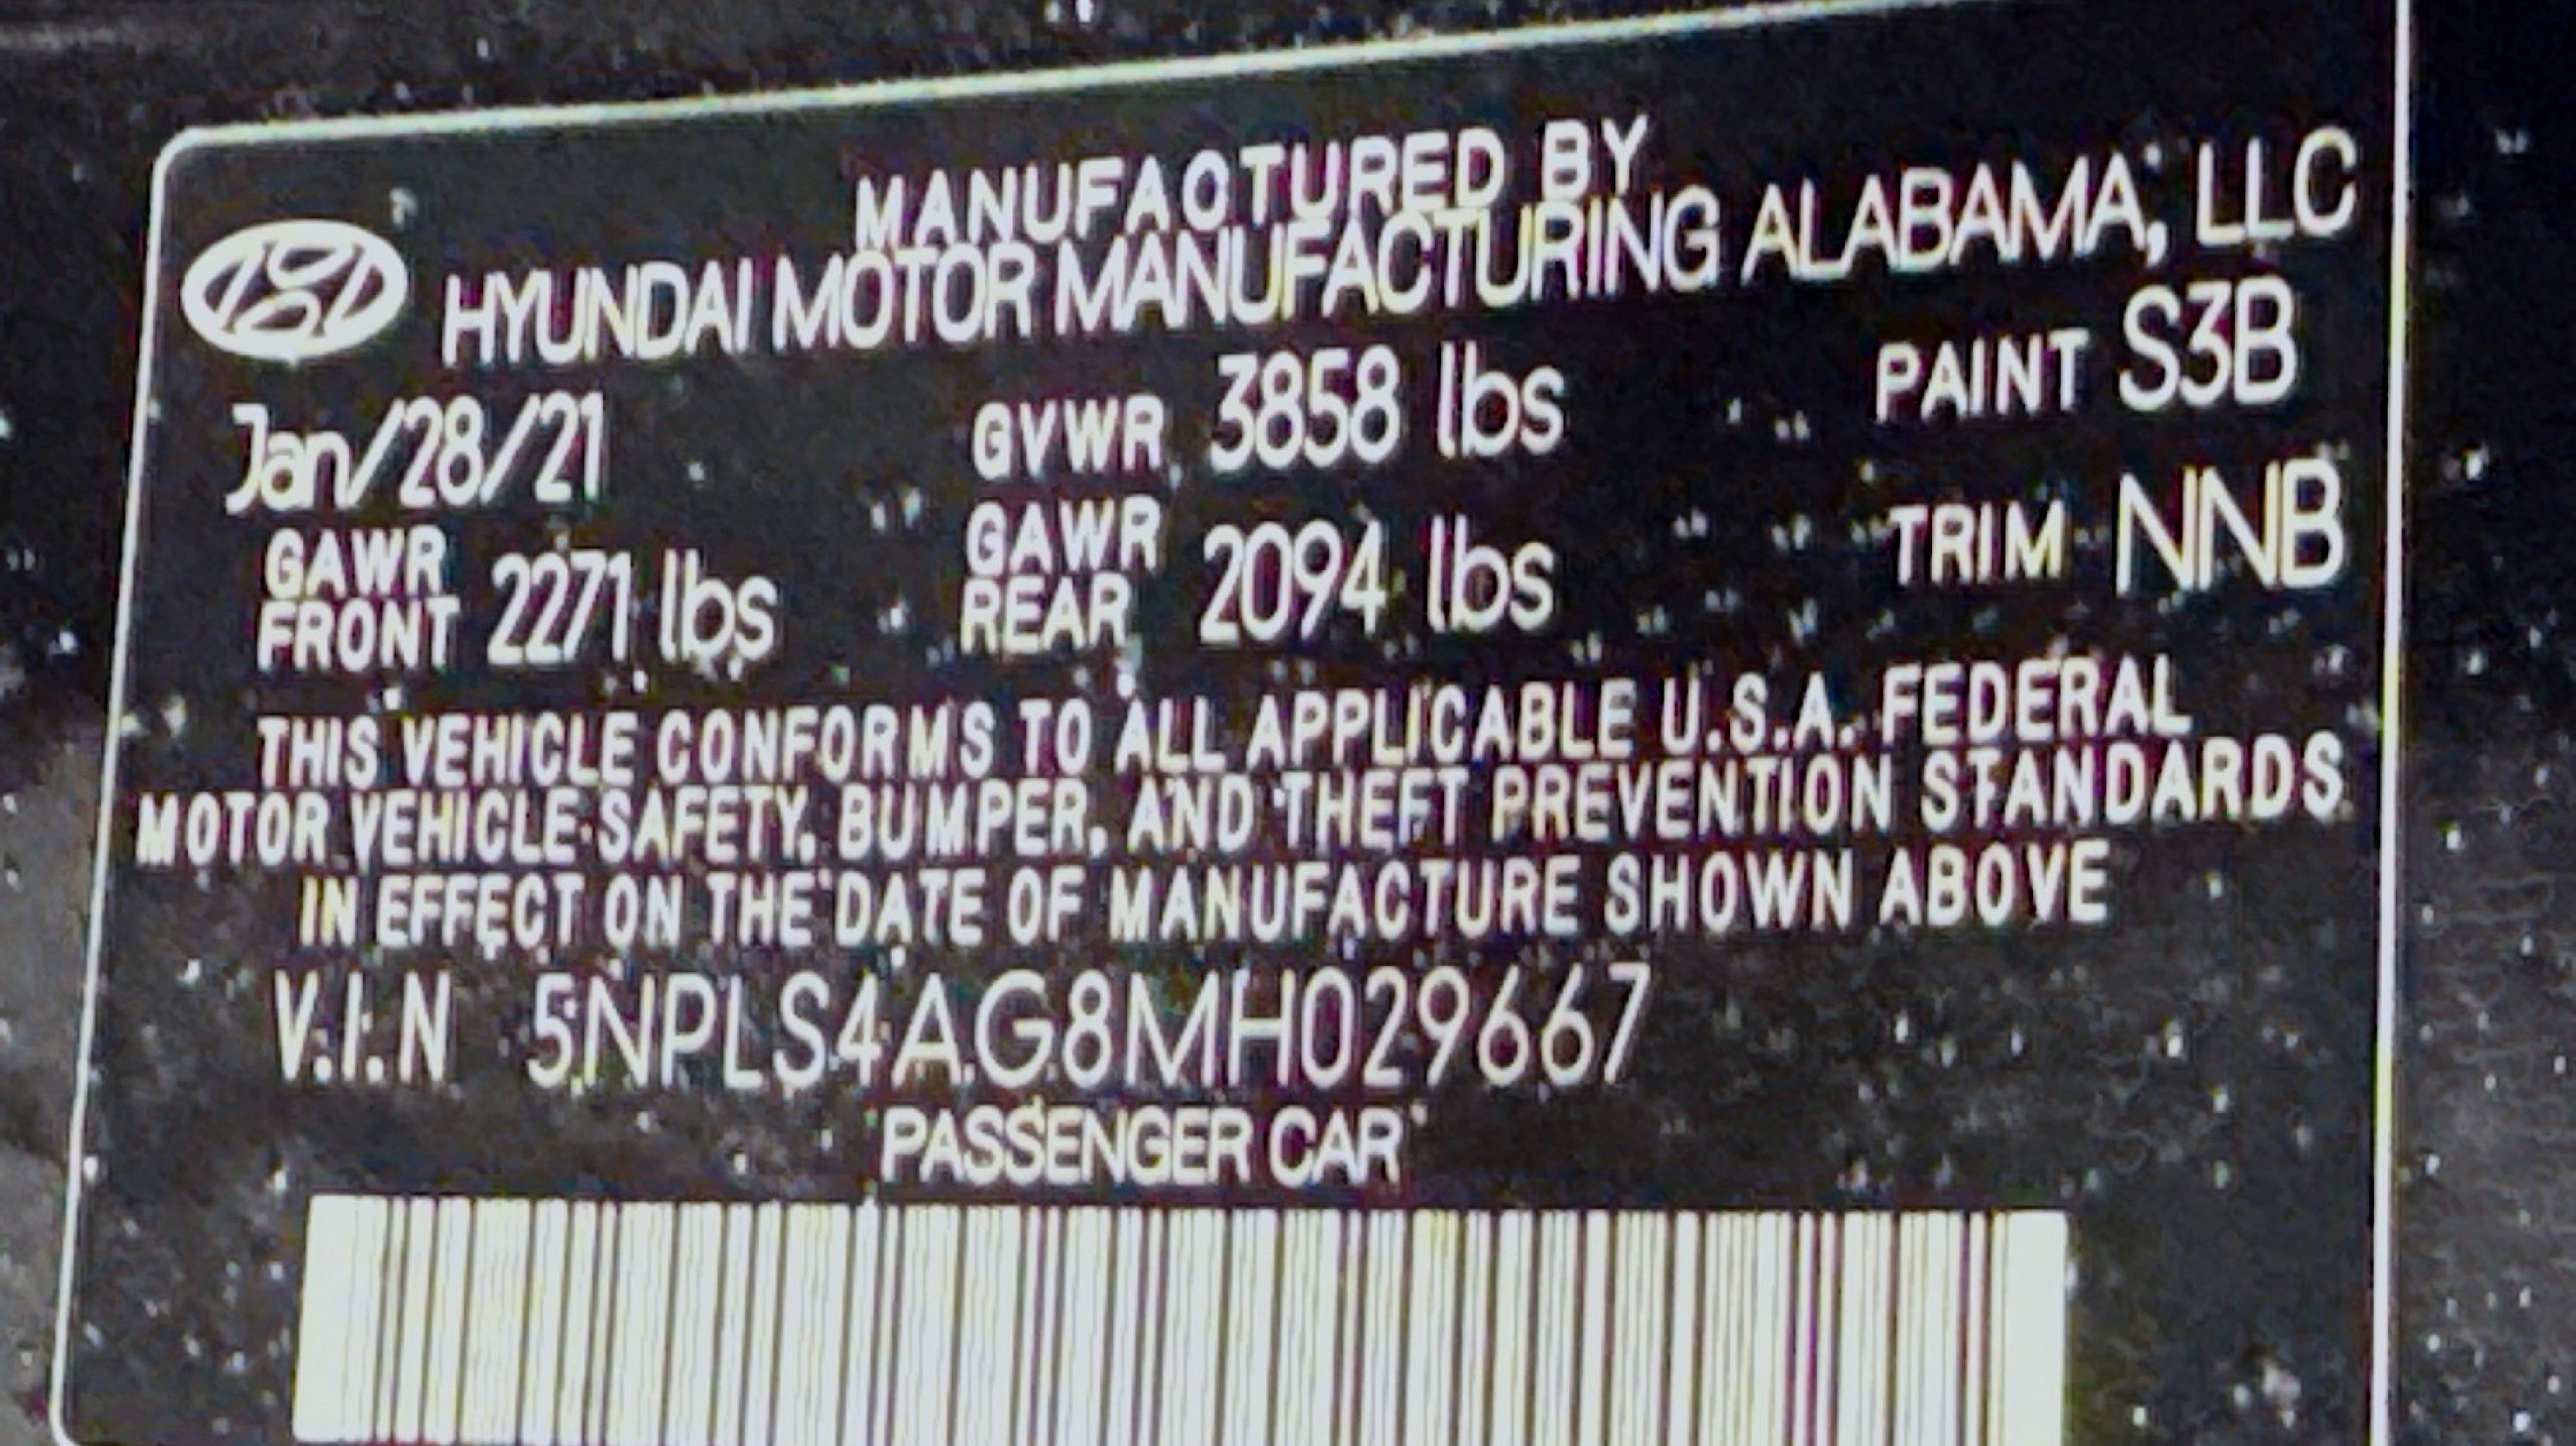 MANUFACTURED BY
HYUNDAI MOTOR MANUFACTURING ALABAMA, LLC
Jan/28/21 GVWR 3858 lbs PAINT S3B
GAWR FRONT 2271 lbs GAWR REAR 2094 lbs TRIM NNB
THIS VEHICLE CONFORMS TO ALL APPLICABLE U.S.A. FEDERAL
MOTOR VEHICLE SAFETY, BUMPER, AND THEFT PREVENTION STANDARDS
IN EFFECT ON THE DATE OF MANUFACTURE SHOWN ABOVE
V.I.N 5NPLS4AG8MH029667
PASSENGER CAR